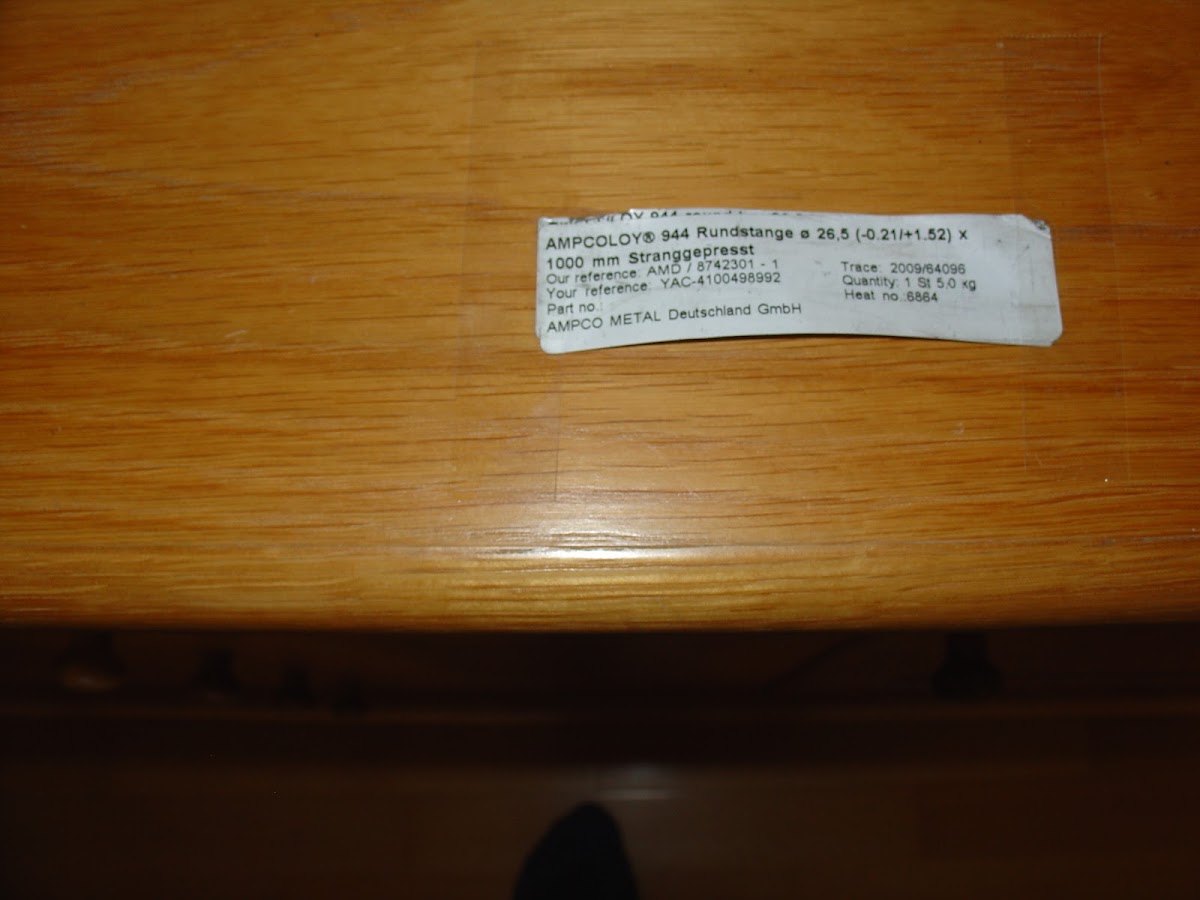 AMPCOLOY® 944 Rundstange ø 26,5 (-0.21/+1.52) x
1000 mm Stranggepresst
Our reference: AMD / 8742301 - 1 Trace: 2009/64096
Your reference: YAC-4100498992 Quantity: 1 St 5,0 kg
Part no.: Heat no.:6864
AMPCO METAL Deutschland GmbH